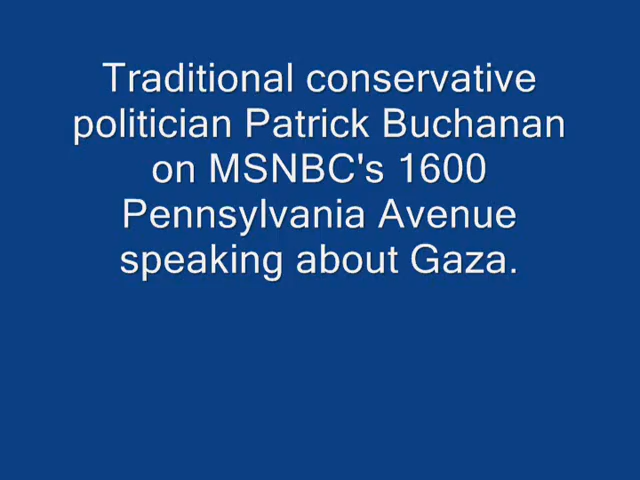 Traditional conservative
politician Patrick Buchanan
on MSNBC's 1600
Pennsylvania Avenue
speaking about Gaza.